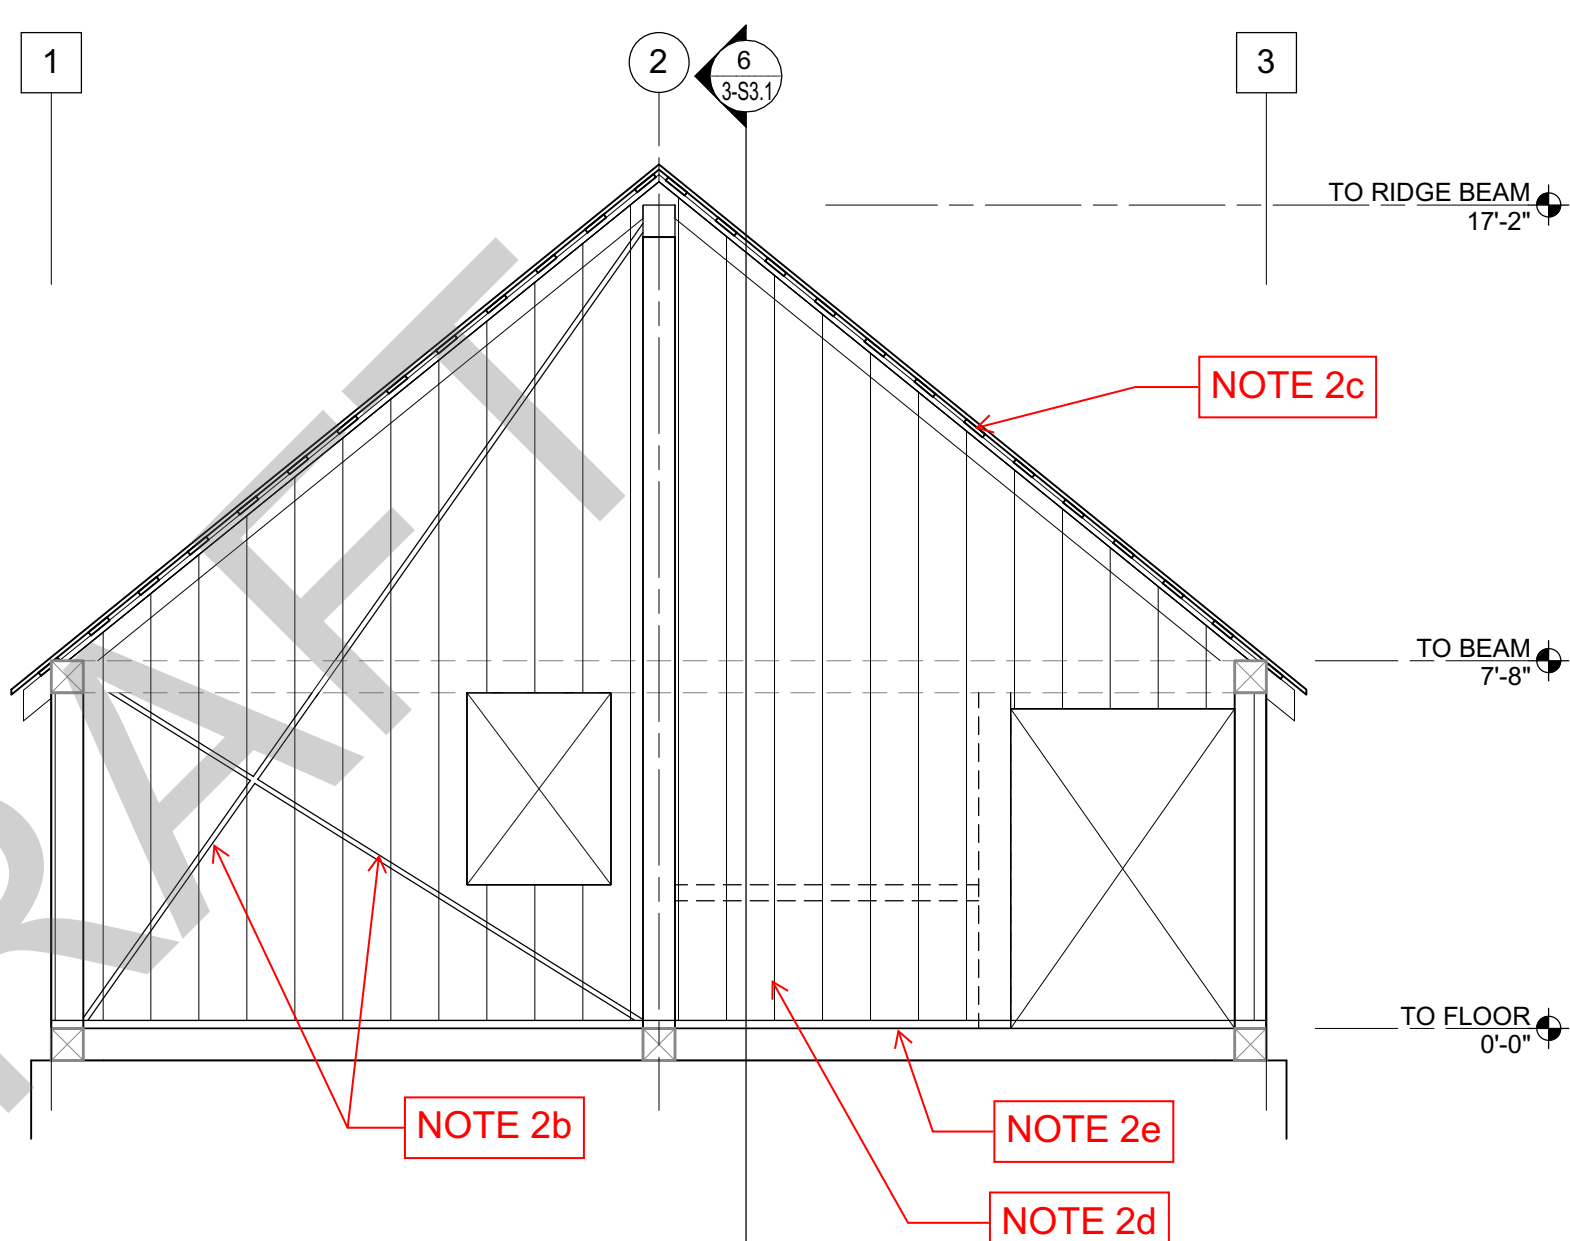 1
2
6
3-S3.1
3
TO RIDGE BEAM
17'-2"
NOTE 2c
TO BEAM
7'-8"
DRAFT
TO FLOOR
0'-0"
NOTE 2b
NOTE 2e
NOTE 2d